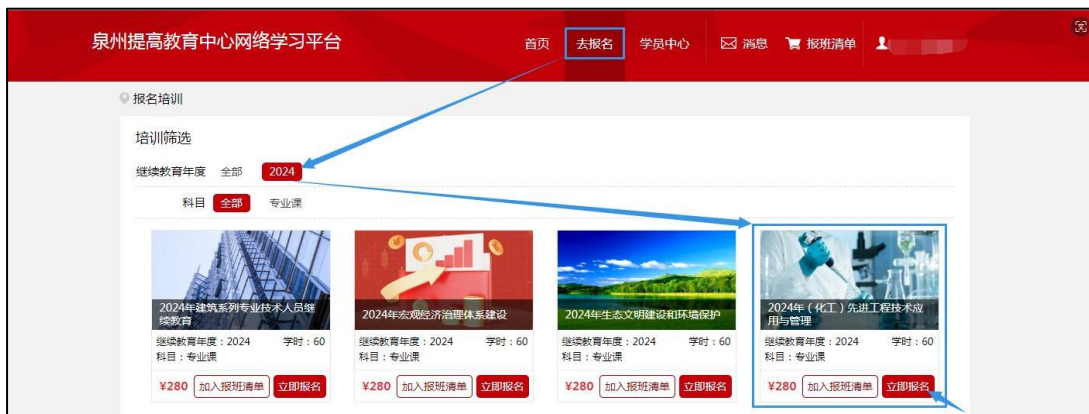 泉州提高教育中心网络学习平台
首页 去报名 学员中心 消息 报班清单
报名培训
培训筛选
继续教育年度 全部 2024
科目 全部 专业课
2024年建筑系列专业技术人员继
续教育
继续教育年度：2024 学时：60
科目：专业课
¥280 加入报班清单 立即报名
2024年宏观经济治理体系建设
继续教育年度：2024 学时：60
科目：专业课
¥280 加入报班清单 立即报名
2024年生态文明建设和环境保护
继续教育年度：2024 学时：60
科目：专业课
¥280 加入报班清单 立即报名
2024年（化工）先进工程技术应
用与管理
继续教育年度：2024 学时：60
科目：专业课
¥280 加入报班清单 立即报名